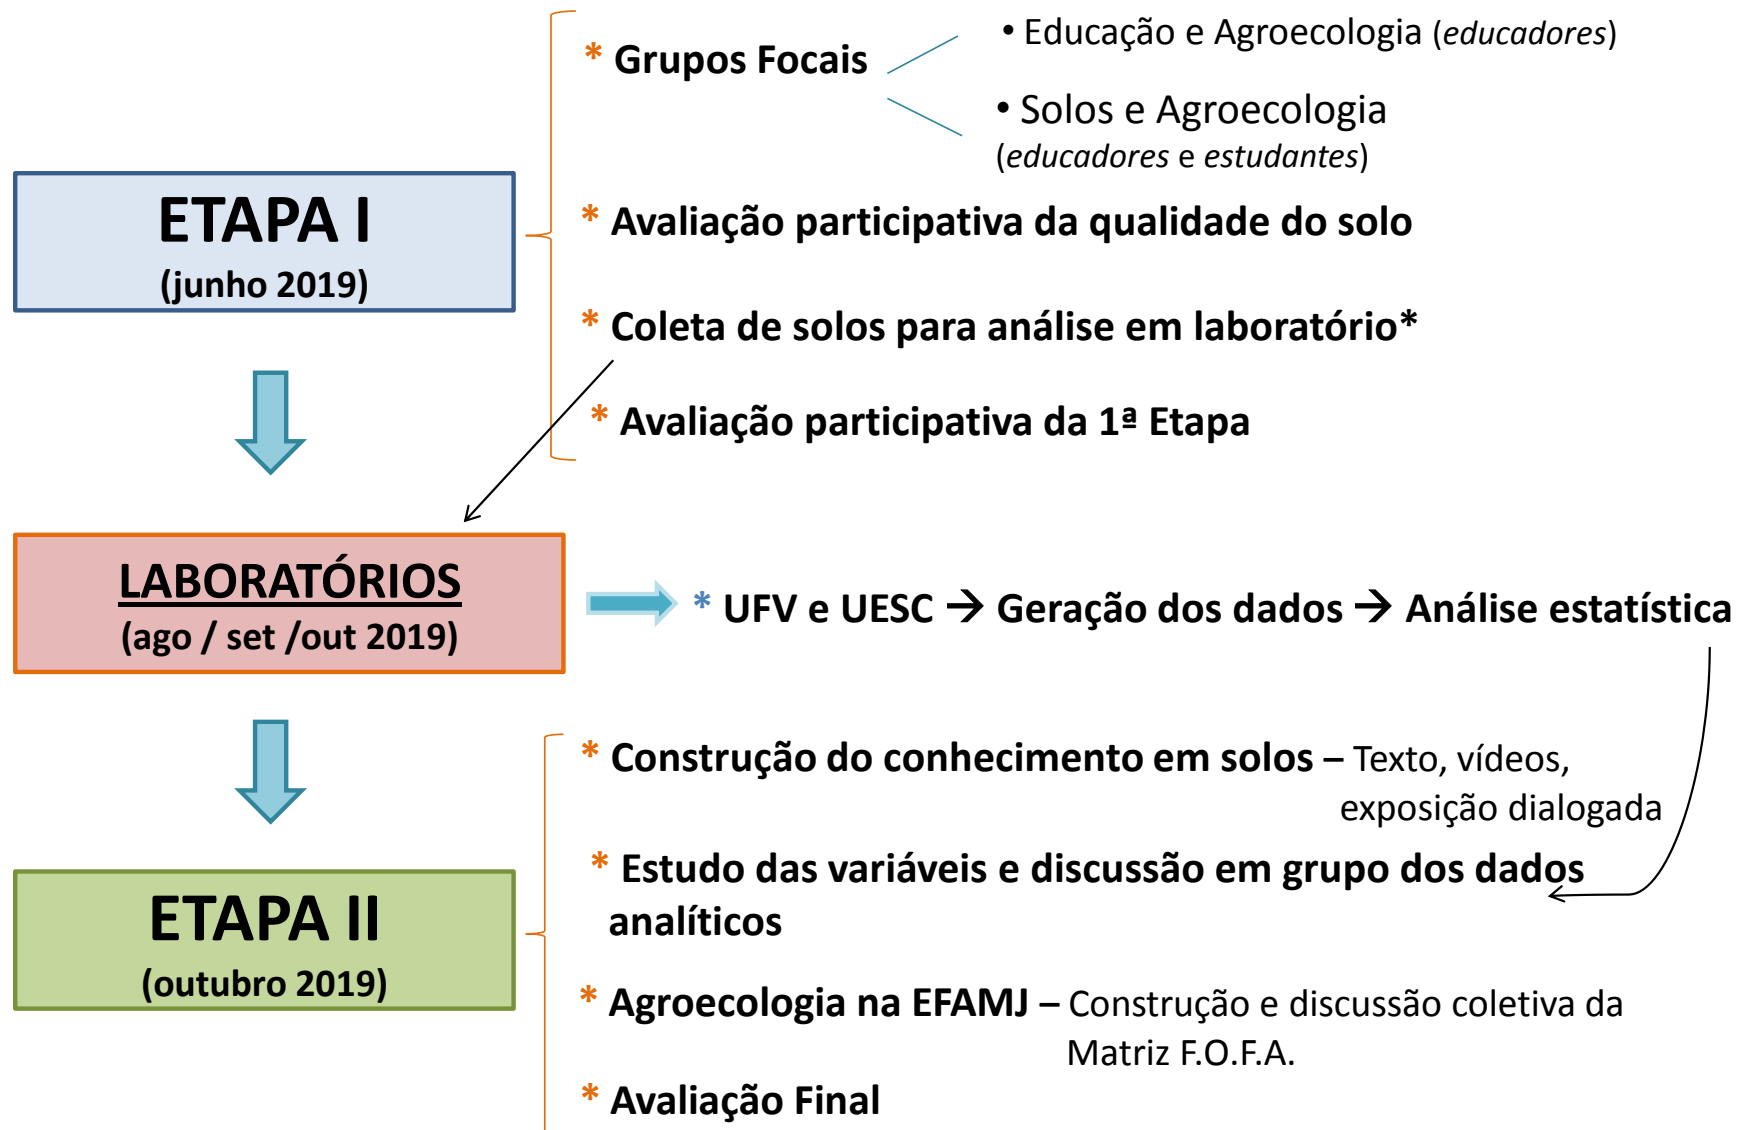 * Grupos Focais
• Educação e Agroecologia (educadores)
• Solos e Agroecologia
(educadores e estudantes)
ETAPA I
(junho 2019)
* Avaliação participativa da qualidade do solo
* Coleta de solos para análise em laboratório*
* Avaliação participativa da 1ª Etapa
LABORATÓRIOS
(ago / set /out 2019)
* UFV e UESC → Geração dos dados → Análise estatística
* Construção do conhecimento em solos – Texto, vídeos,
exposição dialogada
* Estudo das variáveis e discussão em grupo dos dados
analíticos
ETAPA II
(outubro 2019)
* Agroecologia na EFAMJ – Construção e discussão coletiva da
Matriz F.O.F.A.
* Avaliação Final